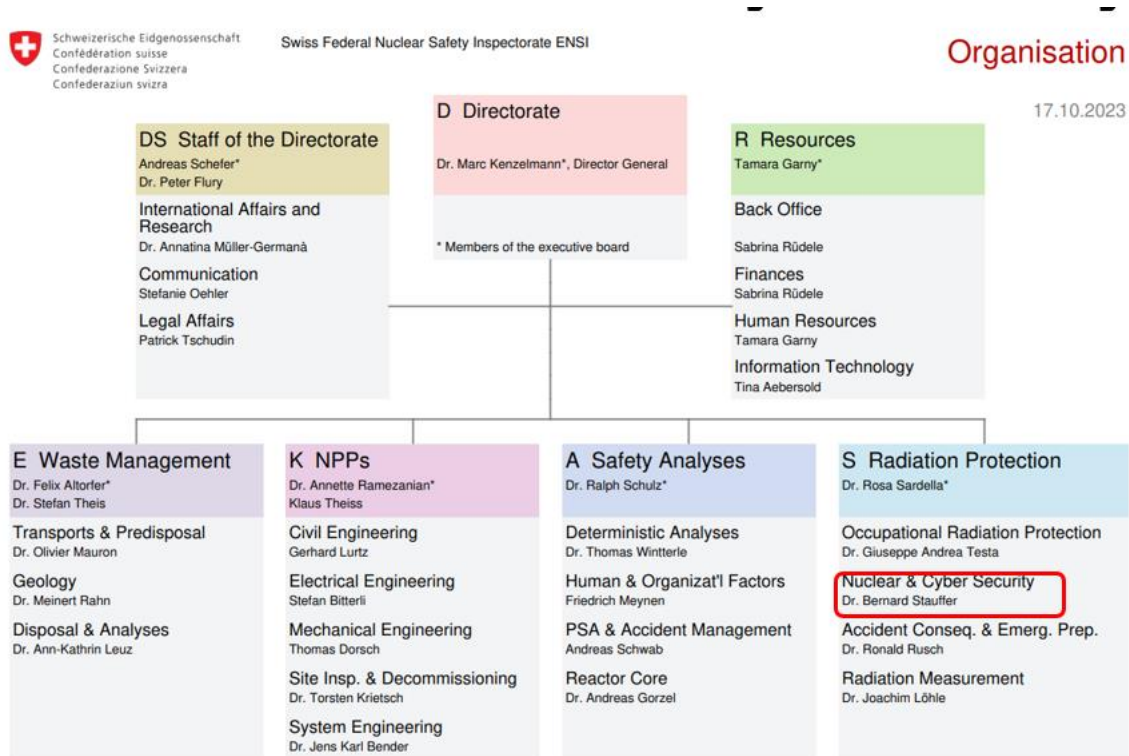 Schweizerische Eidgenossenschaft
Confédération suisse
Confederazione Svizzera
Confederaziun svizra
Swiss Federal Nuclear Safety Inspectorate ENSI
Organisation
17.10.2023
D Directorate
Dr. Marc Kenzelmann*, Director General
* Members of the executive board
DS Staff of the Directorate
Andreas Schefer*
Dr. Peter Flury
International Affairs and
Research
Dr. Annatina Müller-Germanà
Communication
Stefanie Oehler
Legal Affairs
Patrick Tschudin
R Resources
Tamara Garny*
Back Office
Sabrina Rüdele
Finances
Sabrina Rüdele
Human Resources
Tamara Garny
Information Technology
Tina Aebersold
E Waste Management
Dr. Felix Altorfer*
Dr. Stefan Theis
Transports & Predisposal
Dr. Olivier Mauron
Geology
Dr. Meinert Rahn
Disposal & Analyses
Dr. Ann-Kathrin Leuz
K NPPs
Dr. Annette Ramezanian*
Klaus Theiss
Civil Engineering
Gerhard Lurtz
Electrical Engineering
Stefan Bitterli
Mechanical Engineering
Thomas Dorsch
Site Insp. & Decommissioning
Dr. Torsten Krietsch
System Engineering
Dr. Jens Karl Bender
A Safety Analyses
Dr. Ralph Schulz*
Deterministic Analyses
Dr. Thomas Wintterle
Human & Organizat'l Factors
Friedrich Meynen
PSA & Accident Management
Andreas Schwab
Reactor Core
Dr. Andreas Gorzel
S Radiation Protection
Dr. Rosa Sardella*
Occupational Radiation Protection
Dr. Giuseppe Andrea Testa
Nuclear & Cyber Security
Dr. Bernard Stauffer
Accident Conseq. & Emerg. Prep.
Dr. Ronald Rusch
Radiation Measurement
Dr. Joachim Löhle